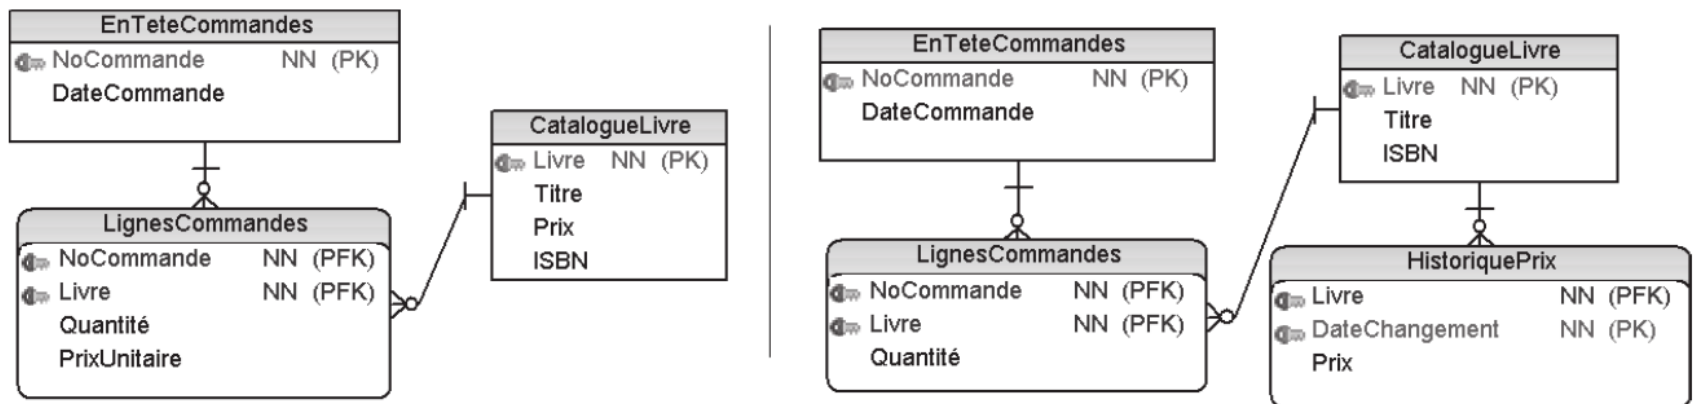 EnTeteCommandes
NoCommande NN (PK)
DateCommande
LignesCommandes
NoCommande NN (PFK)
Livre NN (PFK)
Quantité
PrixUnitaire
CatalogueLivre
Livre NN (PK)
Titre
Prix
ISBN
EnTeteCommandes
NoCommande NN (PK)
DateCommande
LignesCommandes
NoCommande NN (PFK)
Livre NN (PFK)
Quantité
CatalogueLivre
Livre NN (PK)
Titre
ISBN
HistoriquePrix
Livre NN (PFK)
DateChangement NN (PK)
Prix